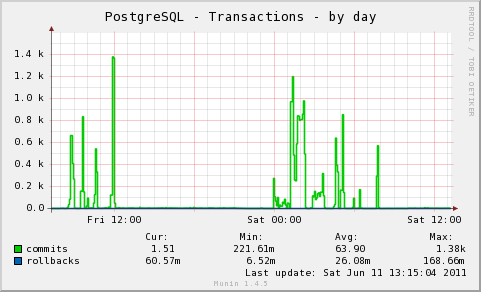 PostgreSQL - Transactions - by day
RRDTOOL / TOBI OETIKER
1.4 k
1.2 k
1.0 k
0.8 k
0.6 k
0.4 k
0.2 k
0.0
Fri 12:00 Sat 00:00 Sat 12:00
Cur: Min: Avg: Max:
commits 1.51 221.61m 63.90 1.38k
rollbacks 60.57m 6.52m 26.08m 168.66m
Last update: Sat Jun 11 13:15:04 2011
Munin 1.4.5